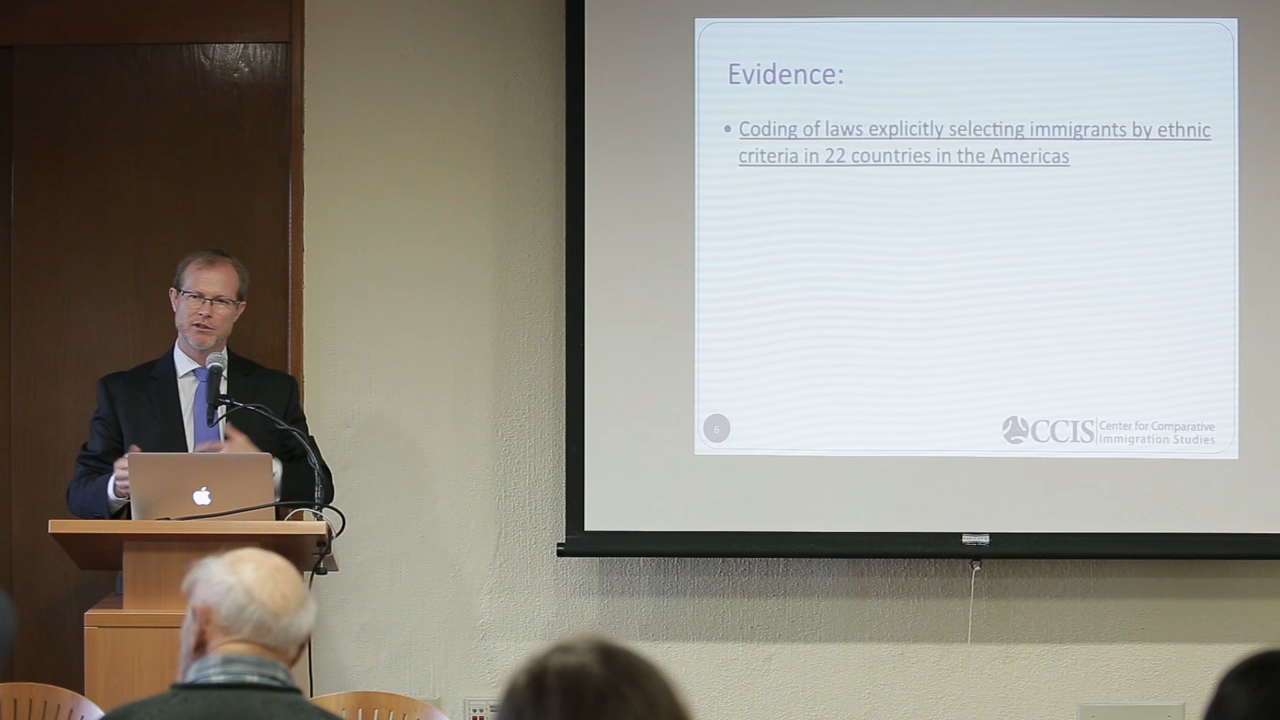 Evidence:
• Coding of laws explicitly selecting immigrants by ethnic
criteria in 22 countries in the Americas
6
CCIS Center for Comparative
Immigration Studies